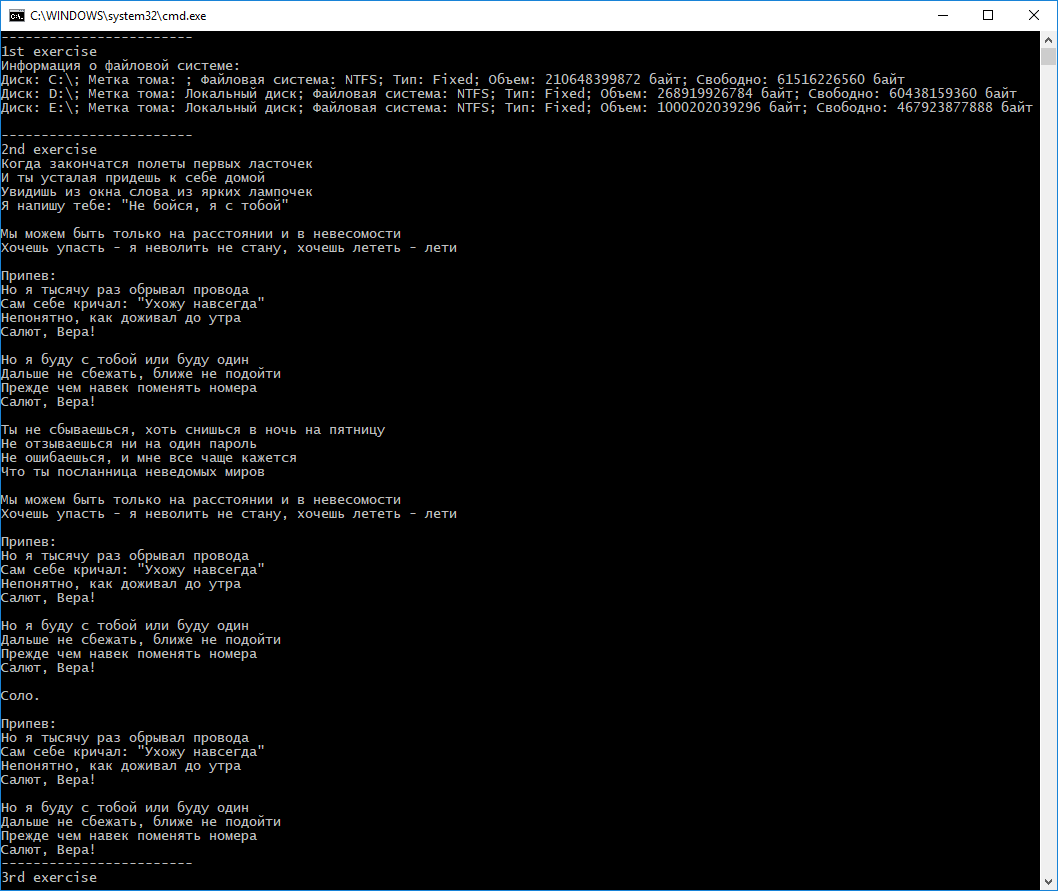 C:\WINDOWS\system32\cmd.exe
------------------------
1st exercise
Информация о файловой системе:
Диск: C:\; Метка тома: ; Файловая система: NTFS; Тип: Fixed; Объем: 210648399872 байт; Свободно: 61516226560 байт
Диск: D:\; Метка тома: Локальный диск; Файловая система: NTFS; Тип: Fixed; Объем: 268919926784 байт; Свободно: 60438159360 байт
Диск: E:\; Метка тома: Локальный диск; Файловая система: NTFS; Тип: Fixed; Объем: 1000202039296 байт; Свободно: 467923877888 байт

------------------------
2nd exercise
Когда закончатся полеты первых ласточек
И ты усталая придешь к себе домой
Увидишь из окна слова из ярких лампочек
Я напишу тебе: "Не бойся, я с тобой"

Мы можем быть только на расстоянии и в невесомости
Хочешь упасть - я неволить не стану, хочешь лететь - лети

Припев:
Но я тысячу раз обрывал провода
Сам себе кричал: "Ухожу навсегда"
Непонятно, как доживал до утра
Салют, Вера!

Но я буду с тобой или буду один
Дальше не сбежать, ближе не подойти
Прежде чем навек поменять номера
Салют, Вера!

Ты не сбываешься, хоть снишься в ночь на пятницу
Не отзываешься ни на один пароль
Не ошибаешься, и мне все чаще кажется
Что ты посланница неведомых миров

Мы можем быть только на расстоянии и в невесомости
Хочешь упасть - я неволить не стану, хочешь лететь - лети

Припев:
Но я тысячу раз обрывал провода
Сам себе кричал: "Ухожу навсегда"
Непонятно, как доживал до утра
Салют, Вера!

Но я буду с тобой или буду один
Дальше не сбежать, ближе не подойти
Прежде чем навек поменять номера
Салют, Вера!

Соло.

Припев:
Но я тысячу раз обрывал провода
Сам себе кричал: "Ухожу навсегда"
Непонятно, как доживал до утра
Салют, Вера!

Но я буду с тобой или буду один
Дальше не сбежать, ближе не подойти
Прежде чем навек поменять номера
Салют, Вера!
------------------------
3rd exercise